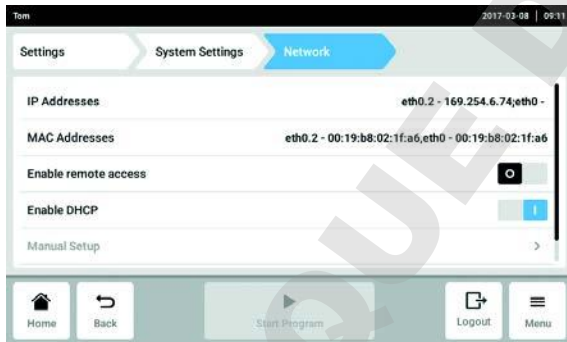 Tom 2017-03-08 | 09:11
Settings System Settings Network
IP Addresses eth0.2 - 169.254.6.74;eth0 -
MAC Addresses eth0.2 - 00:19:b8:02:1f:a6,eth0 - 00:19:b8:02:1f:a6
Enable remote access O
Enable DHCP I
Manual Setup >
Home Back Start Program Logout Menu